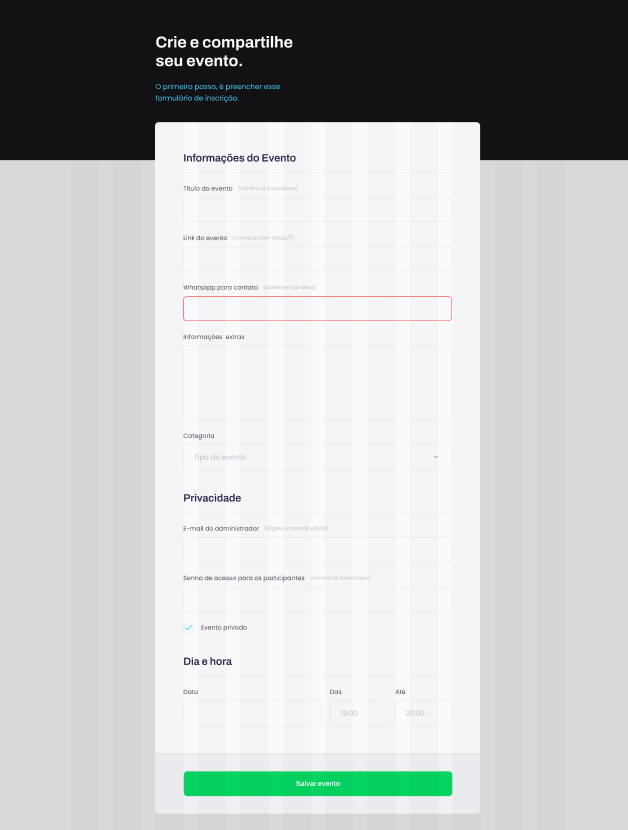 Crie e compartilhe
seu evento.
O primeiro passo, é preencher esse
formulário de inscrição.
Informações do Evento
Título do evento (mínimo 8 caracteres)
Link do evento (comece com https://)
Whatsapp para contato (somente números)
Informações extras
Categoria
Tipo do evento
Privacidade
E-mail do administrador (digite um email válido)
Senha de acesso para os participantes (mínimo 8 caracteres)
Evento privado
Dia e hora
Data Das Até
19:00 20:00
Salvar evento